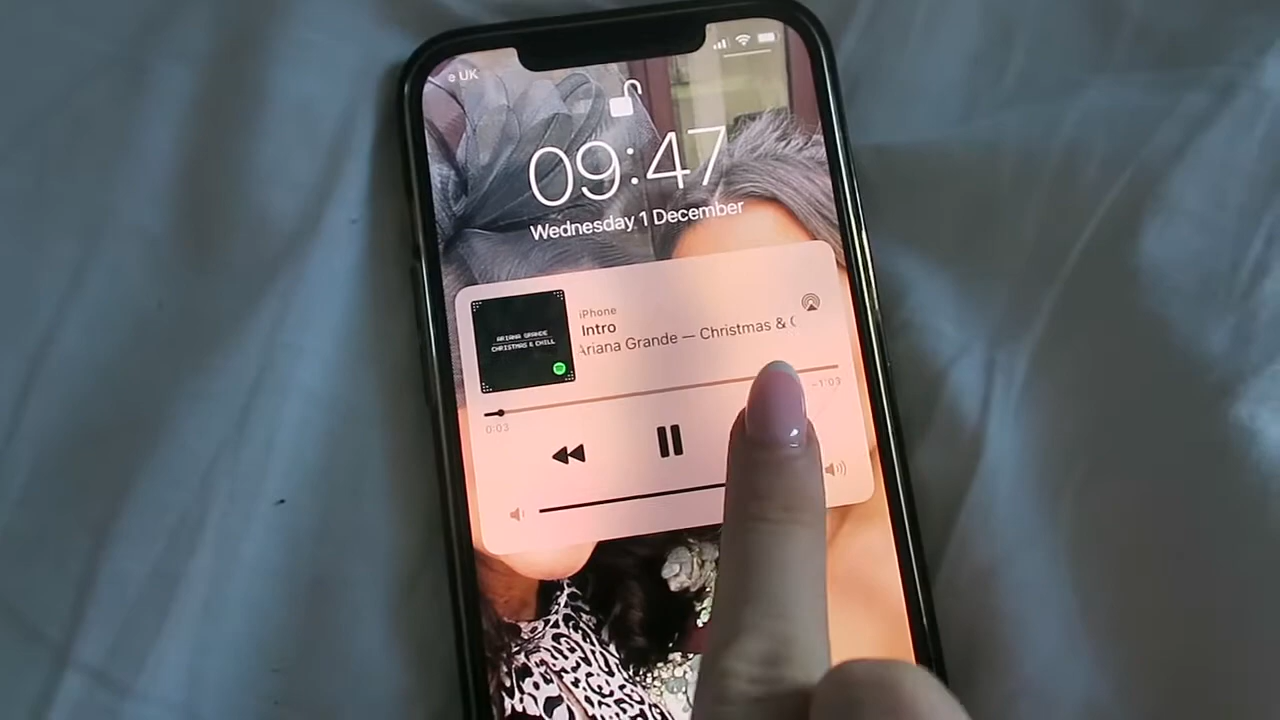 UK
09:47
Wednesday 1 December
ARIANA GRANDE
CHRISTMAS & CHILL
iPhone
Intro
Ariana Grande — Christmas & C
0:03
-1:03